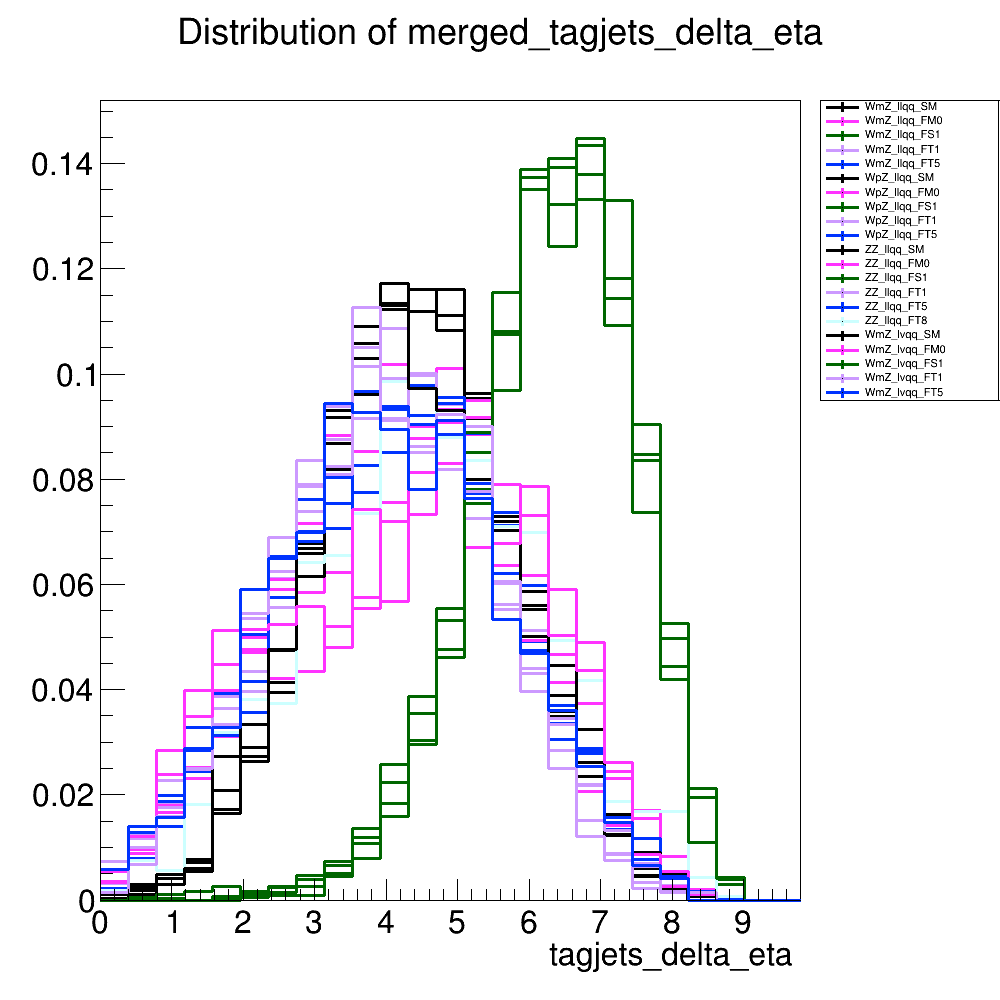 Distribution of merged_tagjets_delta_eta
WmZ_llqq_SM
WmZ_llqq_FM0
WmZ_llqq_FS1
WmZ_llqq_FT1
WmZ_llqq_FT5
WpZ_llqq_SM
WpZ_llqq_FM0
WpZ_llqq_FS1
WpZ_llqq_FT1
WpZ_llqq_FT5
ZZ_llqq_SM
ZZ_llqq_FM0
ZZ_llqq_FS1
ZZ_llqq_FT1
ZZ_llqq_FT5
ZZ_llqq_FT8
WmZ_lvqq_SM
WmZ_lvqq_FM0
WmZ_lvqq_FS1
WmZ_lvqq_FT1
WmZ_lvqq_FT5
0.14
0.12
0.1
0.08
0.06
0.04
0.02
0
0 1 2 3 4 5 6 7 8 9
tagjets_delta_eta